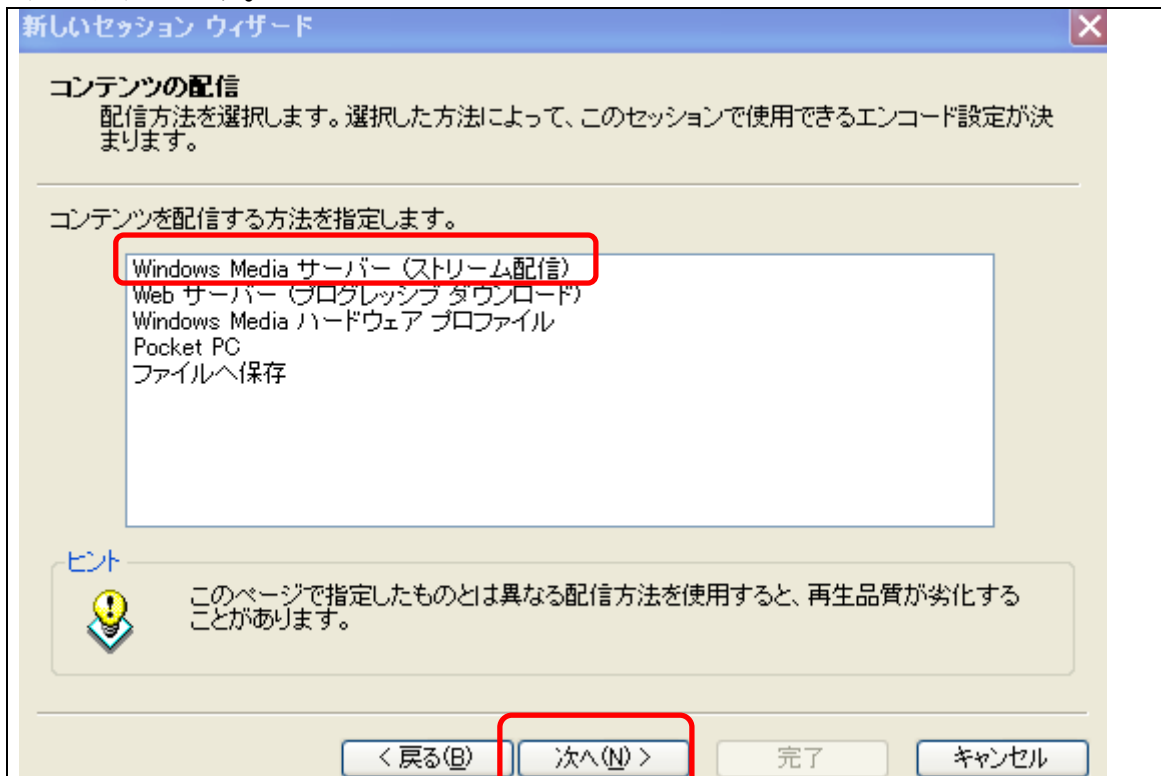 新しいセッション ウィザード
コンテンツの配信
配信方法を選択します。選択した方法によって、このセッションで使用できるエンコード設定が決
まります。
コンテンツを配信する方法を指定します。
Windows Media サーバー (ストリーム配信)
Web サーバー (プログレッシブ ダウンロード)
Windows Media ハードウェア プロファイル
Pocket PC
ファイルへ保存
ヒント
このページで指定したものとは異なる配信方法を使用すると、再生品質が劣化する
ことがあります。
< 戻る(B) 次へ(N) > 完了 キャンセル